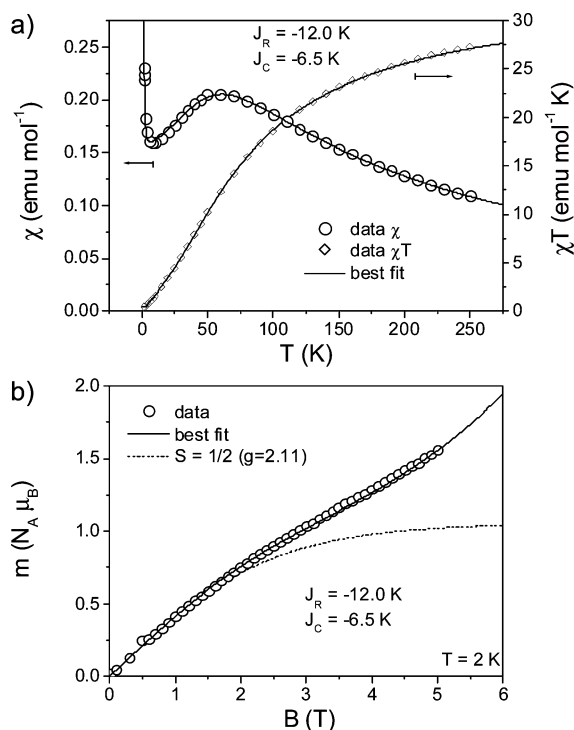 a)
J_R = -12.0 K
J_C = -6.5 K
χ (emu mol⁻¹)
0.25
0.20
0.15
0.10
0.05
0.00
30
25
20
15
10
5
0
χT (emu mol⁻¹ K)
data χ
data χT
best fit
0 50 100 150 200 250
T (K)
b)
m (N_A μ_B)
2.0
1.5
1.0
0.5
0.0
data
best fit
S = 1/2 (g=2.11)
J_R = -12.0 K
J_C = -6.5 K
T = 2 K
0 1 2 3 4 5 6
B (T)